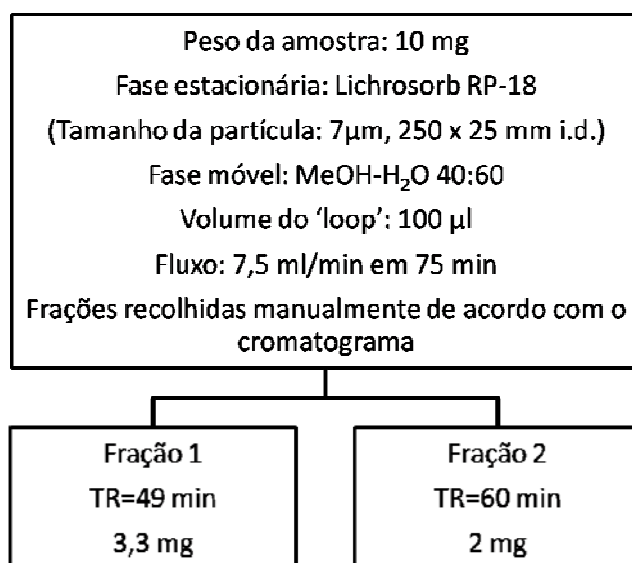 Peso da amostra: 10 mg
Fase estacionária: Lichrosorb RP-18
(Tamanho da partícula: 7µm, 250 x 25 mm i.d.)
Fase móvel: MeOH-H₂O 40:60
Volume do ‘loop’: 100 µl
Fluxo: 7,5 ml/min em 75 min
Frações recolhidas manualmente de acordo com o
cromatograma
Fração 1
TR=49 min
3,3 mg
Fração 2
TR=60 min
2 mg